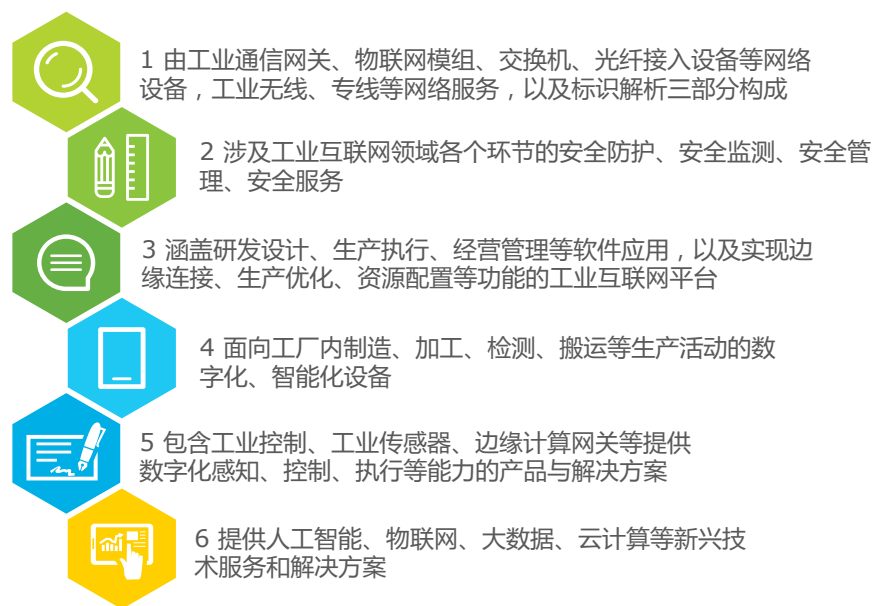 1 由工业通信网关、物联网模组、交换机、光纤接入设备等网络
设备，工业无线、专线等网络服务，以及标识解析三部分构成
2 涉及工业互联网领域各个环节的安全防护、安全监测、安全管
理、安全服务
3 涵盖研发设计、生产执行、经营管理等软件应用，以及实现边
缘连接、生产优化、资源配置等功能的工业互联网平台
4 面向工厂内制造、加工、检测、搬运等生产活动的数
字化、智能化设备
5 包含工业控制、工业传感器、边缘计算网关等提供
数字化感知、控制、执行等能力的产品与解决方案
6 提供人工智能、物联网、大数据、云计算等新兴技
术服务和解决方案